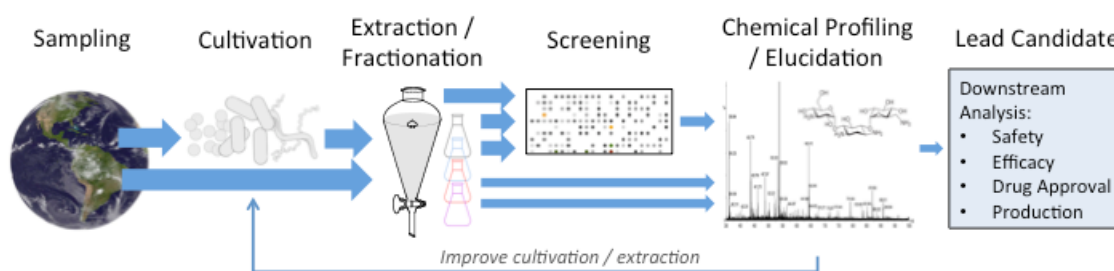 Sampling
Cultivation
Extraction /
Fractionation
Screening
Chemical Profiling
/ Elucidation
Lead Candidate
Downstream
Analysis:
• Safety
• Efficacy
• Drug Approval
• Production
Improve cultivation / extraction